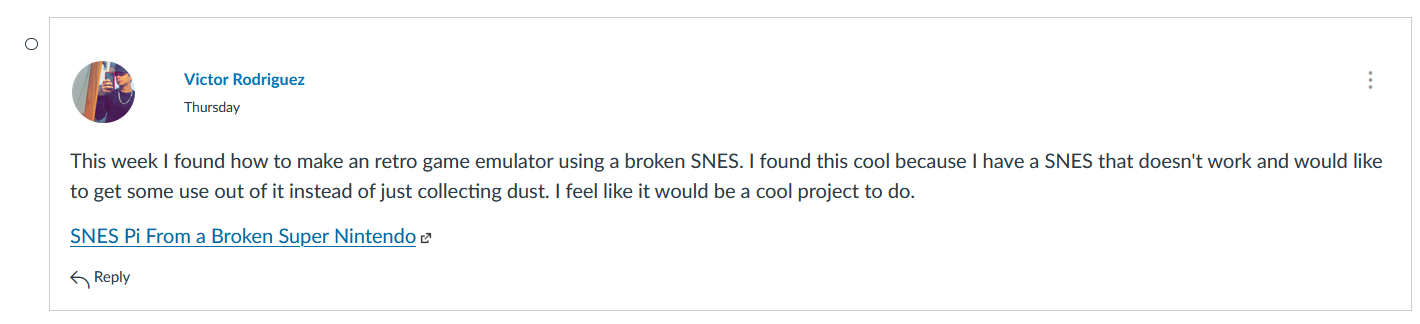 Victor Rodriguez
Thursday
This week I found how to make an retro game emulator using a broken SNES. I found this cool because I have a SNES that doesn't work and would like
to get some use out of it instead of just collecting dust. I feel like it would be a cool project to do.
SNES Pi From a Broken Super Nintendo
Reply